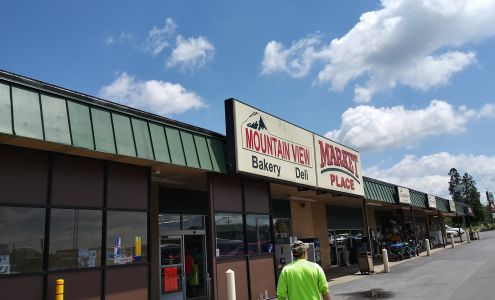 MOUNTAIN VIEW
Bakery Deli
MARKET
PLACE